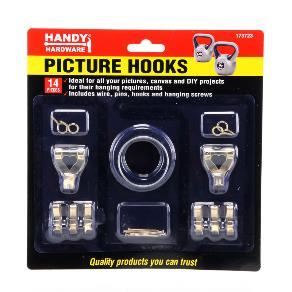 HANDY
HARDWARE
173723
PICTURE HOOKS
14
PIECES
• Ideal for all your pictures, canvas and DIY projects
for their hanging requirements
• Includes wire, pins, hooks and hanging screws
Quality products you can trust